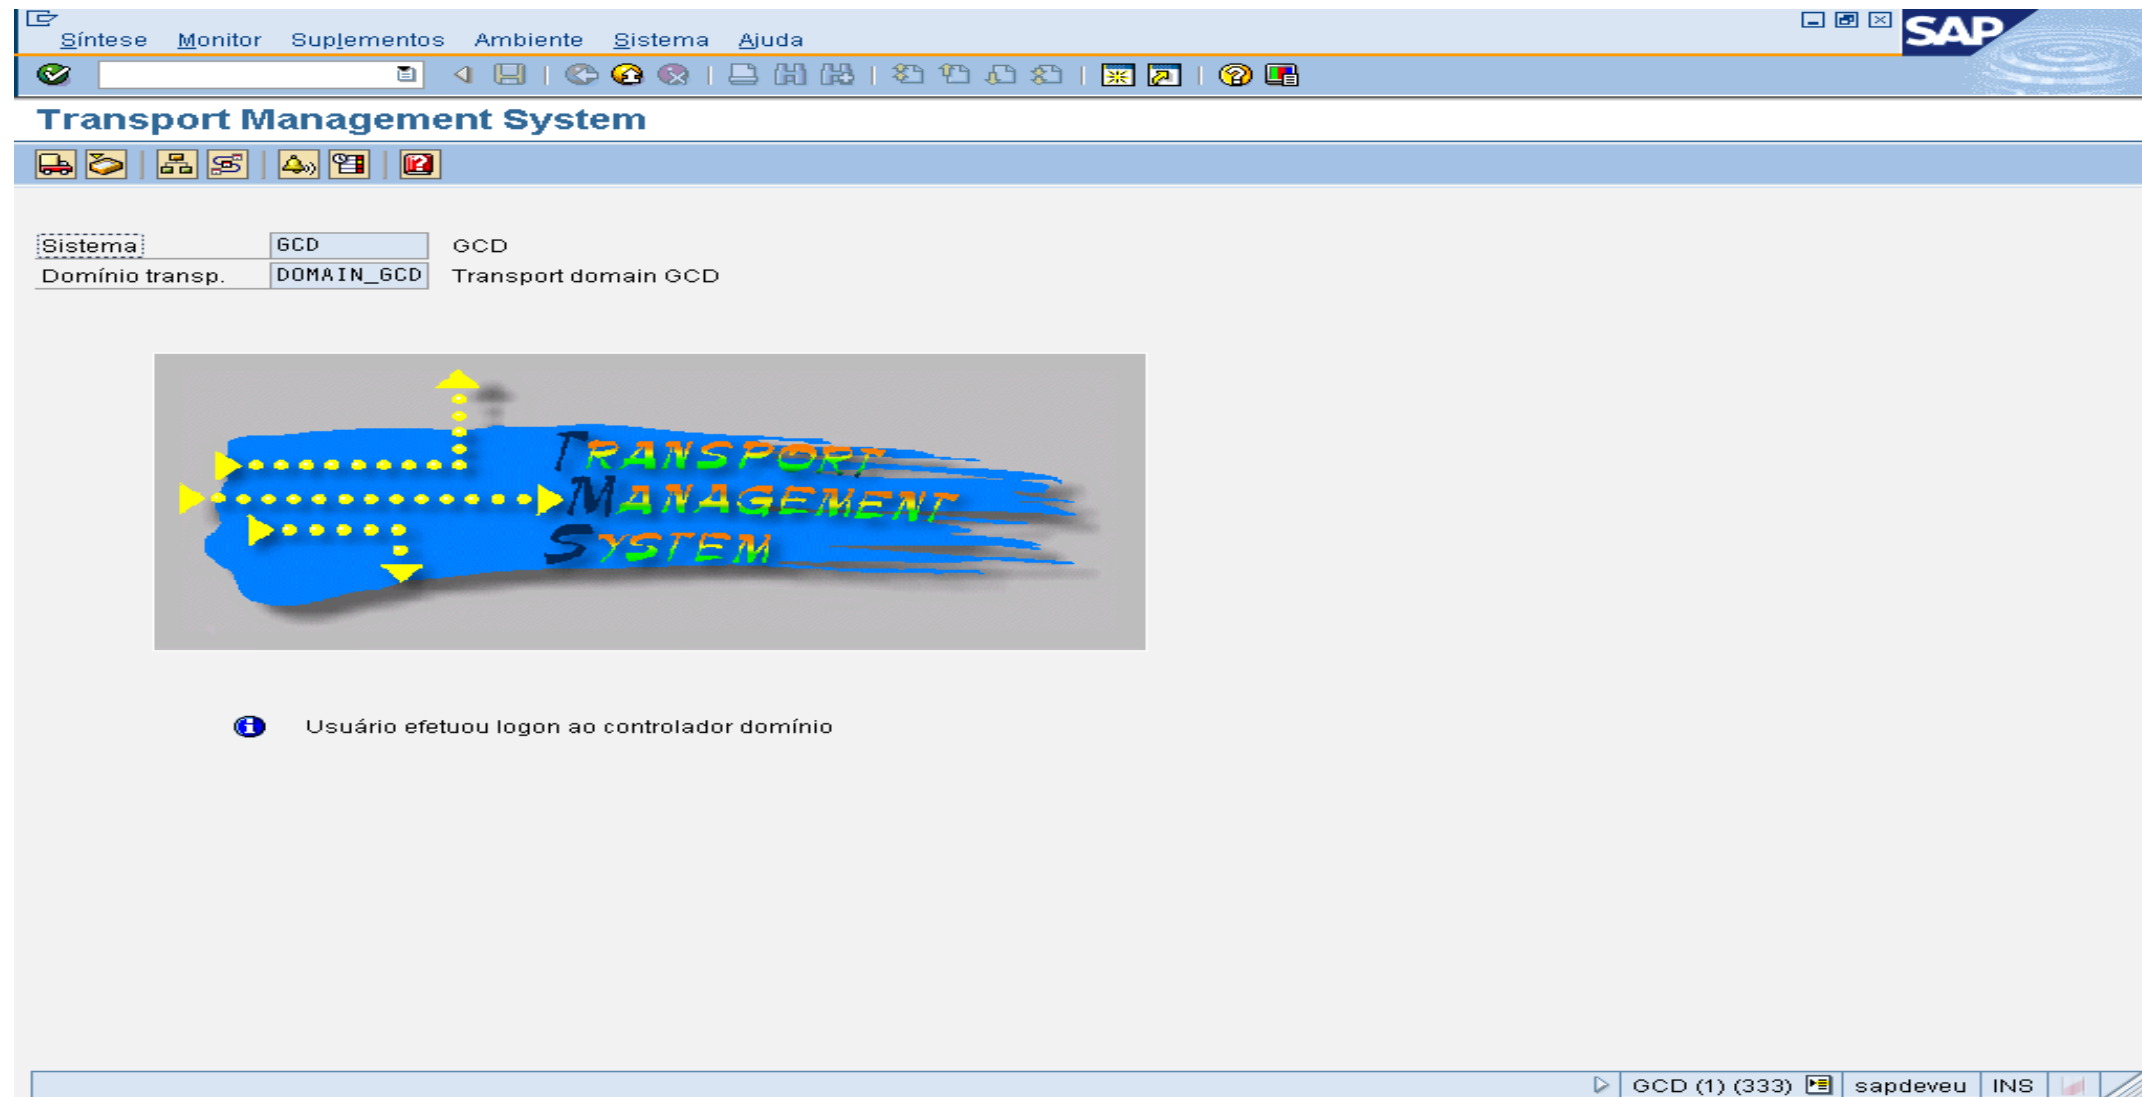 Síntese Monitor Suplementos Ambiente Sistema Ajuda
SAP
Transport Management System
Sistema GCD GCD
Domínio transp. DOMAIN_GCD Transport domain GCD
TRANSPORT
MANAGEMENT
SYSTEM
Usuário efetuou logon ao controlador domínio
GCD (1) (333) sapdeveu INS